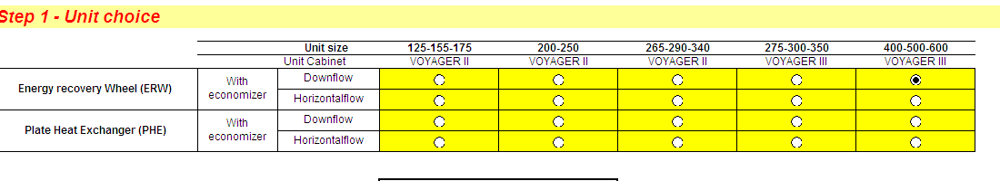 Step 1 - Unit choice
Unit size 125-155-175 200-250 265-290-340 275-300-350 400-500-600
Unit Cabinet VOYAGER II VOYAGER II VOYAGER II VOYAGER III VOYAGER III
Energy recovery Wheel (ERW)
With
economizer
Downflow
Horizontalflow
Plate Heat Exchanger (PHE)
With
economizer
Downflow
Horizontalflow